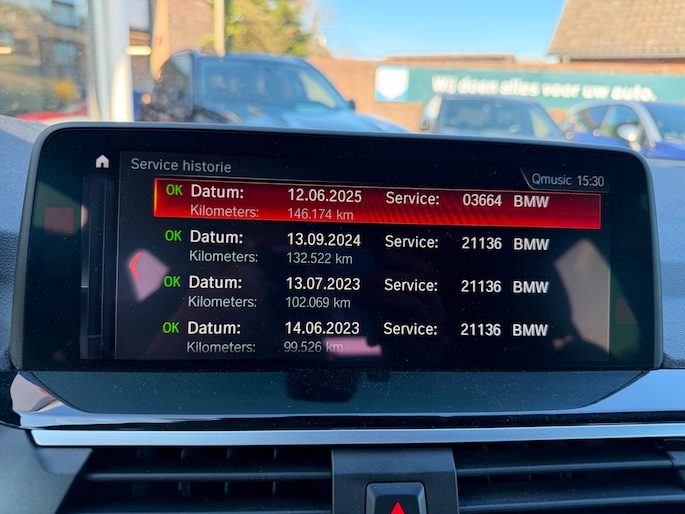 Wij doen alles voor uw auto.
Service historie
Qmusic 15:30
OK Datum: 12.06.2025 Service: 03664 BMW
Kilometers: 146.174 km
OK Datum: 13.09.2024 Service: 21136 BMW
Kilometers: 132.522 km
OK Datum: 13.07.2023 Service: 21136 BMW
Kilometers: 102.069 km
OK Datum: 14.06.2023 Service: 21136 BMW
Kilometers: 99.526 km